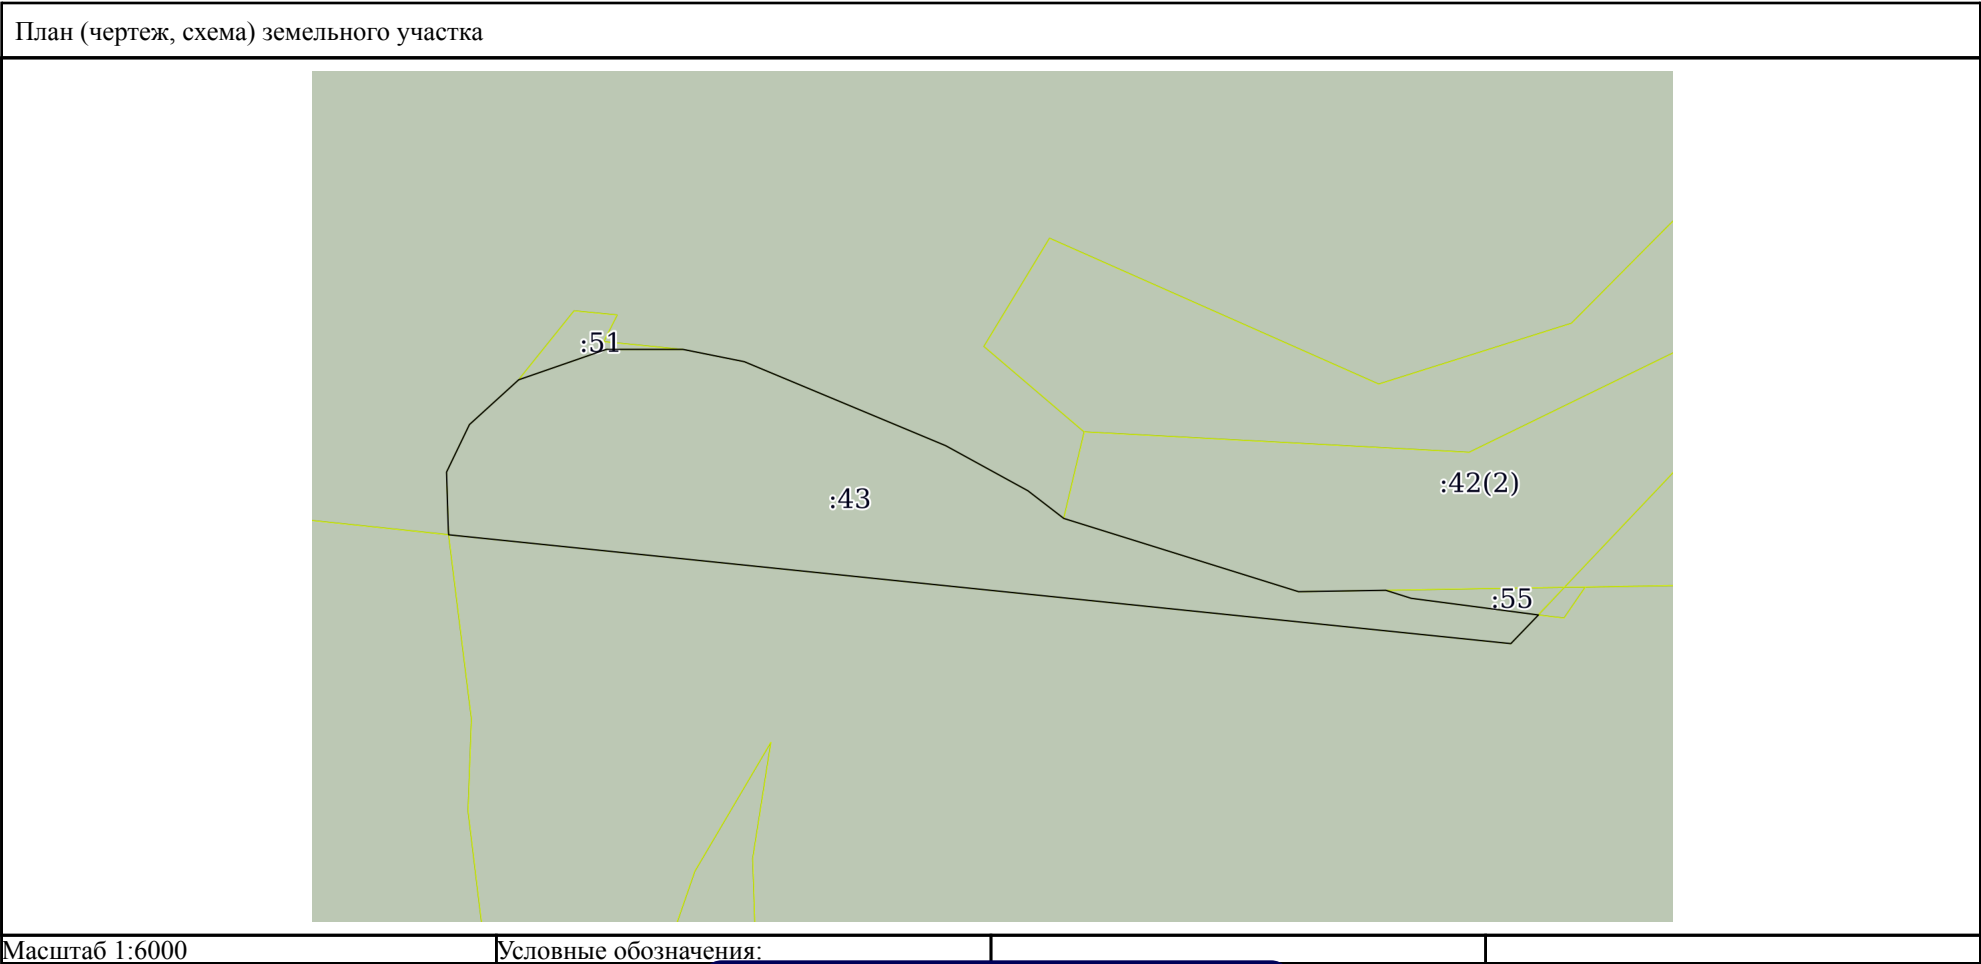 План (чертеж, схема) земельного участка
:51
:42(2)
:43
:55
Масштаб 1:6000
Условные обозначения: